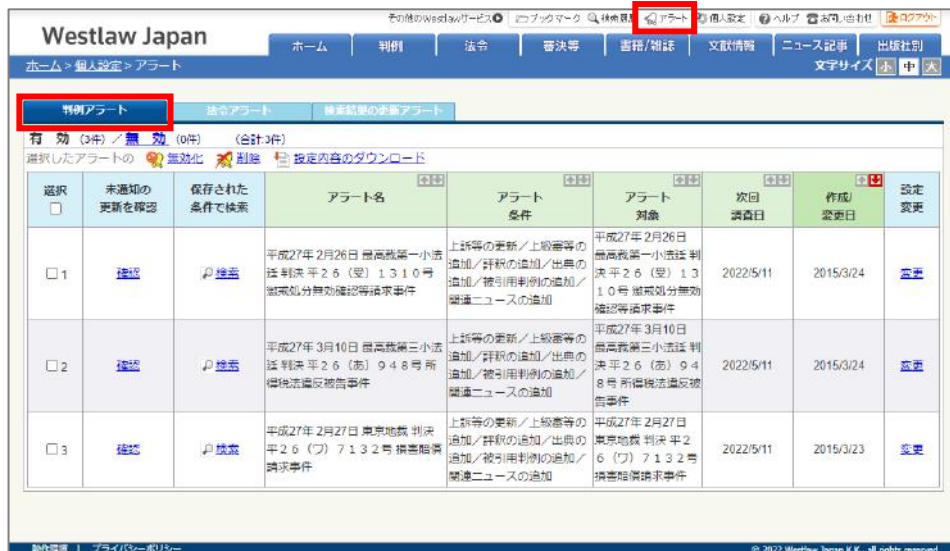 その他のWestlawサービス ブックマーク 検索履歴 アラート 個人設定 ヘルプ お問い合わせ ログアウト
Westlaw Japan
ホーム 判例 法令 審決等 書籍/雑誌 文献情報 ニュース記事 出版社別
ホーム > 個人設定 > アラート
文字サイズ 小 中 大
判例アラート 法令アラート 検索結果の更新アラート
有 効 (3件) / 無 効 (0件) (合計:3件)
選択したアラートの 無効化 削除 設定内容のダウンロード
選択
未通知の
更新を確認
保存された
条件で検索
アラート名
アラート
条件
アラート
対象
次回
調査日
作成/
変更日
設定
変更
1
確認
検索
平成27年 2月26日 最高裁第一小法
廷 判決 平26(受)1310号
懲戒処分無効確認等請求事件
上訴等の更新/上級審等の
追加/評釈の追加/出典の
追加/被引用判例の追加/
関連ニュースの追加
平成27年 2月26日
最高裁第一小法廷 判
決 平26(受)13
10号 懲戒処分無効
確認等請求事件
2022/5/11
2015/3/24
変更
2
確認
検索
平成27年 3月10日 最高裁第三小法
廷 判決 平26(あ)948号 所
得税法違反被告事件
上訴等の更新/上級審等の
追加/評釈の追加/出典の
追加/被引用判例の追加/
関連ニュースの追加
平成27年 3月10日
最高裁第三小法廷 判
決 平26(あ)94
8号 所得税法違反被
告事件
2022/5/11
2015/3/24
変更
3
確認
検索
平成27年 2月27日 東京地裁 判決
平26(ワ)7132号 損害賠償
請求事件
上訴等の更新/上級審等の
追加/評釈の追加/出典の
追加/被引用判例の追加/
関連ニュースの追加
平成27年 2月27日
東京地裁 判決 平2
6(ワ)7132号
損害賠償請求事件
2022/5/11
2015/3/23
変更
動作環境 | プライバシーポリシー
© 2022 Westlaw Japan K.K. all rights reserved